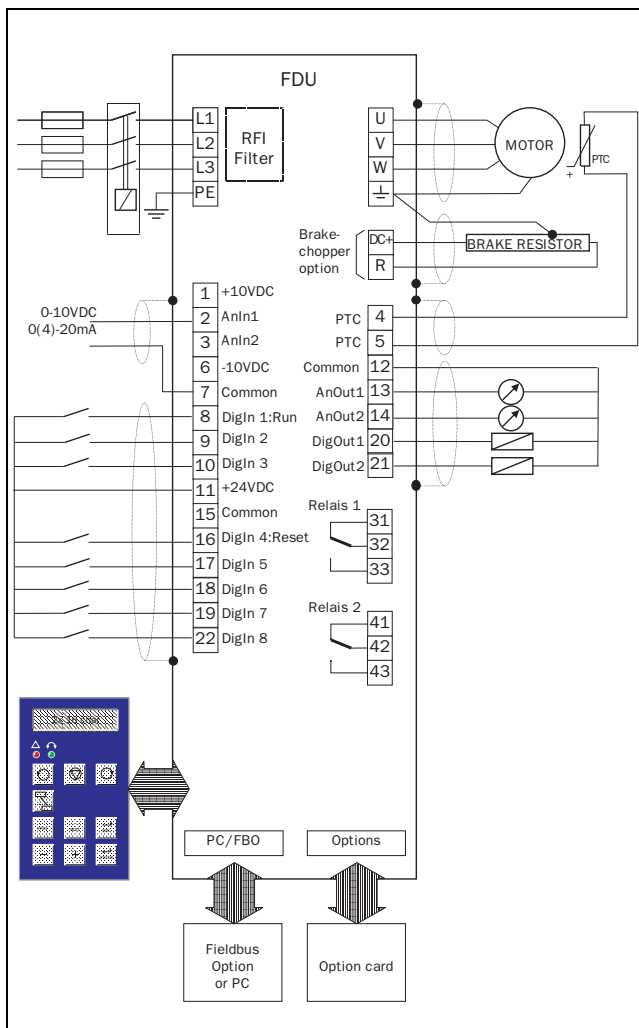 FDU
L1
L2
L3
PE
RFI
Filter
U
V
W
MOTOR
PTC
+
Brake-
chopper
option
DC+
R
BRAKE RESISTOR
0-10VDC
0(4)-20mA
1 +10VDC
2 AnIn1
3 AnIn2
6 -10VDC
7 Common
8 DigIn 1:Run
9 DigIn 2
10 DigIn 3
11 +24VDC
15 Common
16 DigIn 4:Reset
17 DigIn 5
18 DigIn 6
19 DigIn 7
22 DigIn 8
PTC 4
PTC 5
Common 12
AnOut1 13
AnOut2 14
DigOut1 20
DigOut2 21
Relais 1
31
32
33
Relais 2
41
42
43
PC/FBO
Options
Fieldbus
Option
or PC
Option card